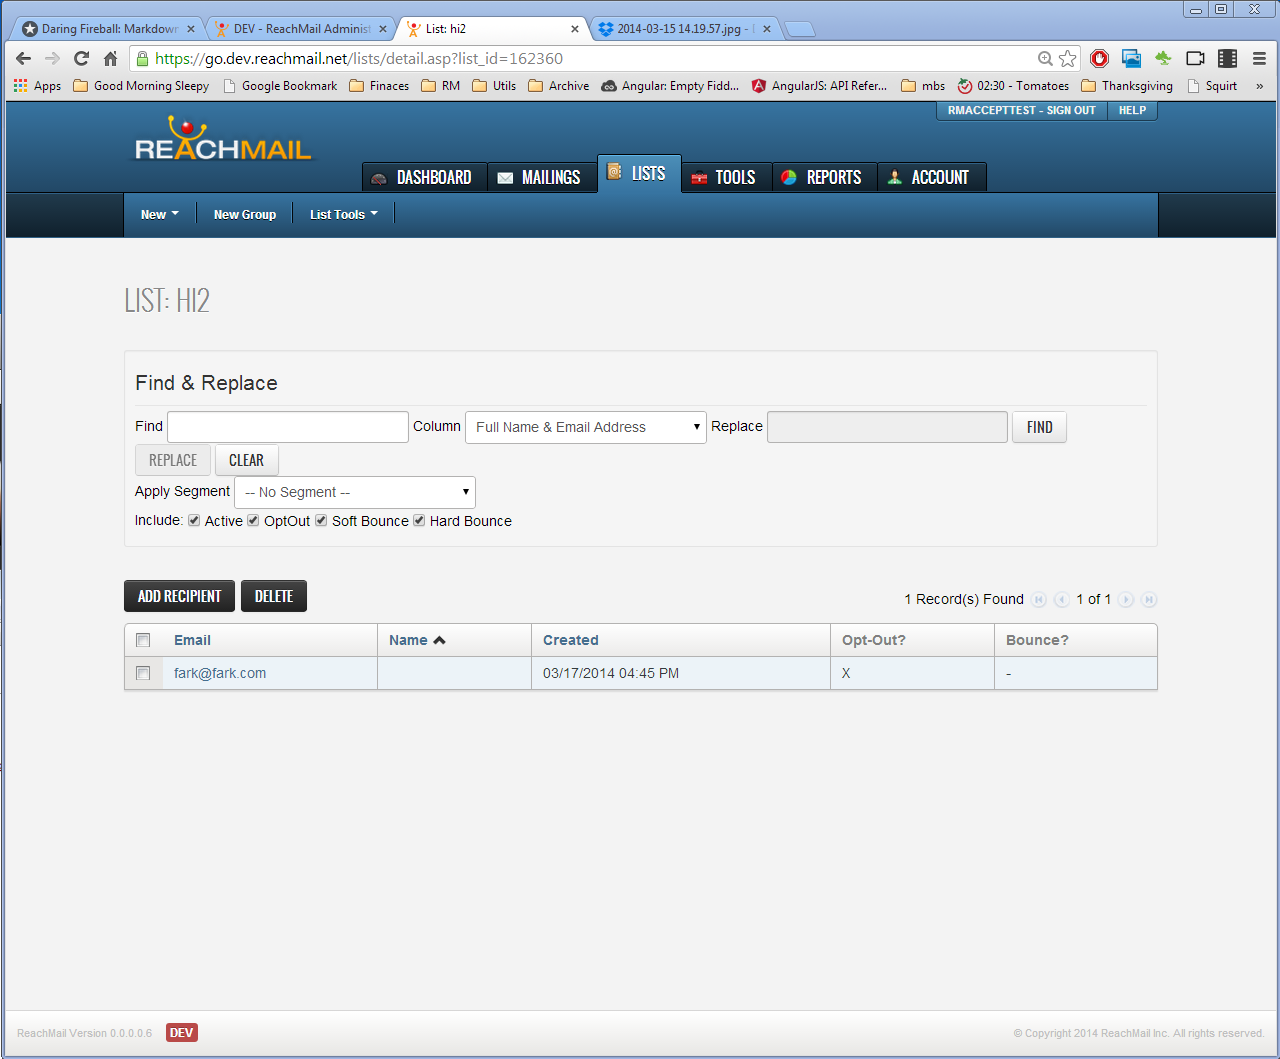 Daring Fireball: Markdown
DEV - ReachMail Administ
List: hi2
2014-03-15 14.19.57.jpg -
https://go.dev.reachmail.net/lists/detail.asp?list_id=162360
Apps Good Morning Sleepy Google Bookmark Finaces RM Utils Archive Angular: Empty Fidd... AngularJS: API Refer... mbs 02:30 - Tomatoes Thanksgiving Squirt »
RMACCEPTTEST - SIGN OUT HELP
REACHMAIL
DASHBOARD MAILINGS LISTS TOOLS REPORTS ACCOUNT
New New Group List Tools
LIST: HI2
Find & Replace
Find Column Full Name & Email Address Replace FIND
REPLACE CLEAR
Apply Segment -- No Segment --
Include: Active OptOut Soft Bounce Hard Bounce
ADD RECIPIENT DELETE
1 Record(s) Found 1 of 1
Email Name Created Opt-Out? Bounce?
fark@fark.com 03/17/2014 04:45 PM X -
ReachMail Version 0.0.0.0.6 DEV
© Copyright 2014 ReachMail Inc. All rights reserved.